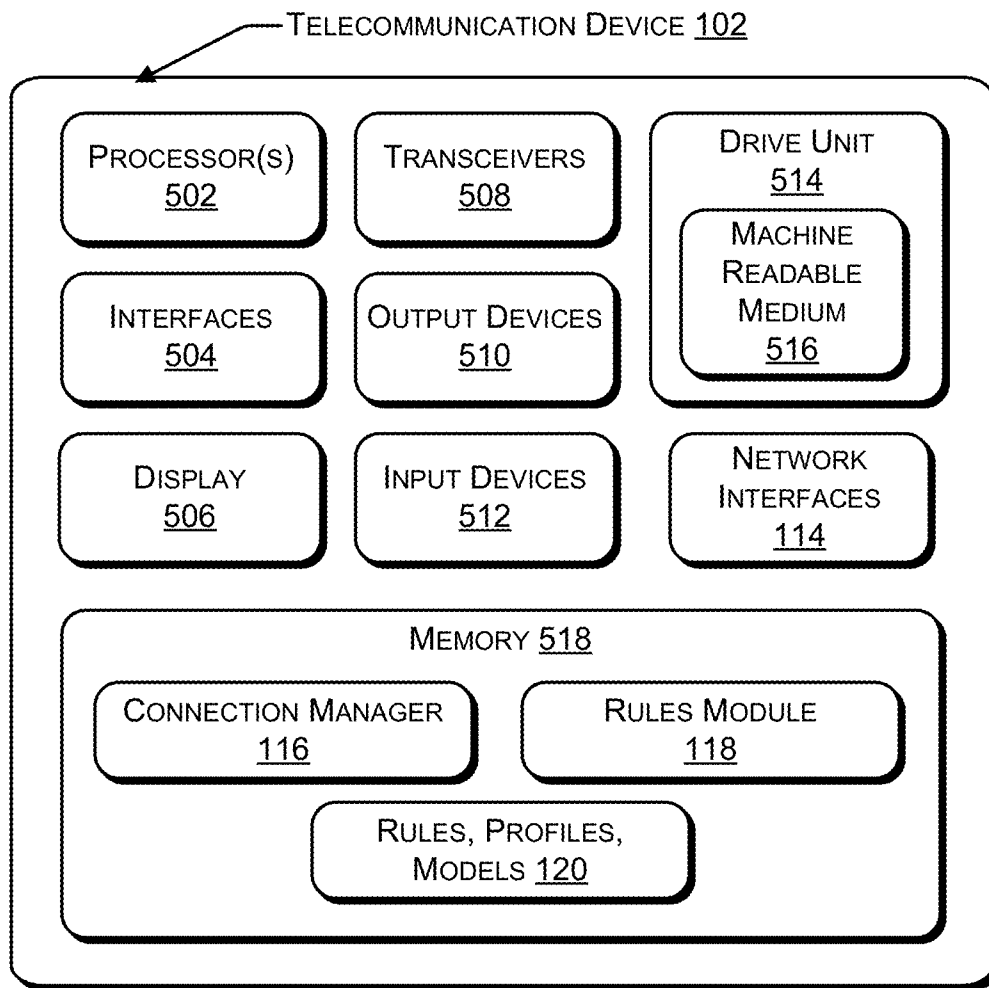 TELECOMMUNICATION DEVICE 102
PROCESSOR(S)
502
TRANSCEIVERS
508
DRIVE UNIT
514
MACHINE
READABLE
MEDIUM
516
INTERFACES
504
OUTPUT DEVICES
510
DISPLAY
506
INPUT DEVICES
512
NETWORK
INTERFACES
114
MEMORY 518
CONNECTION MANAGER
116
RULES MODULE
118
RULES, PROFILES,
MODELS 120